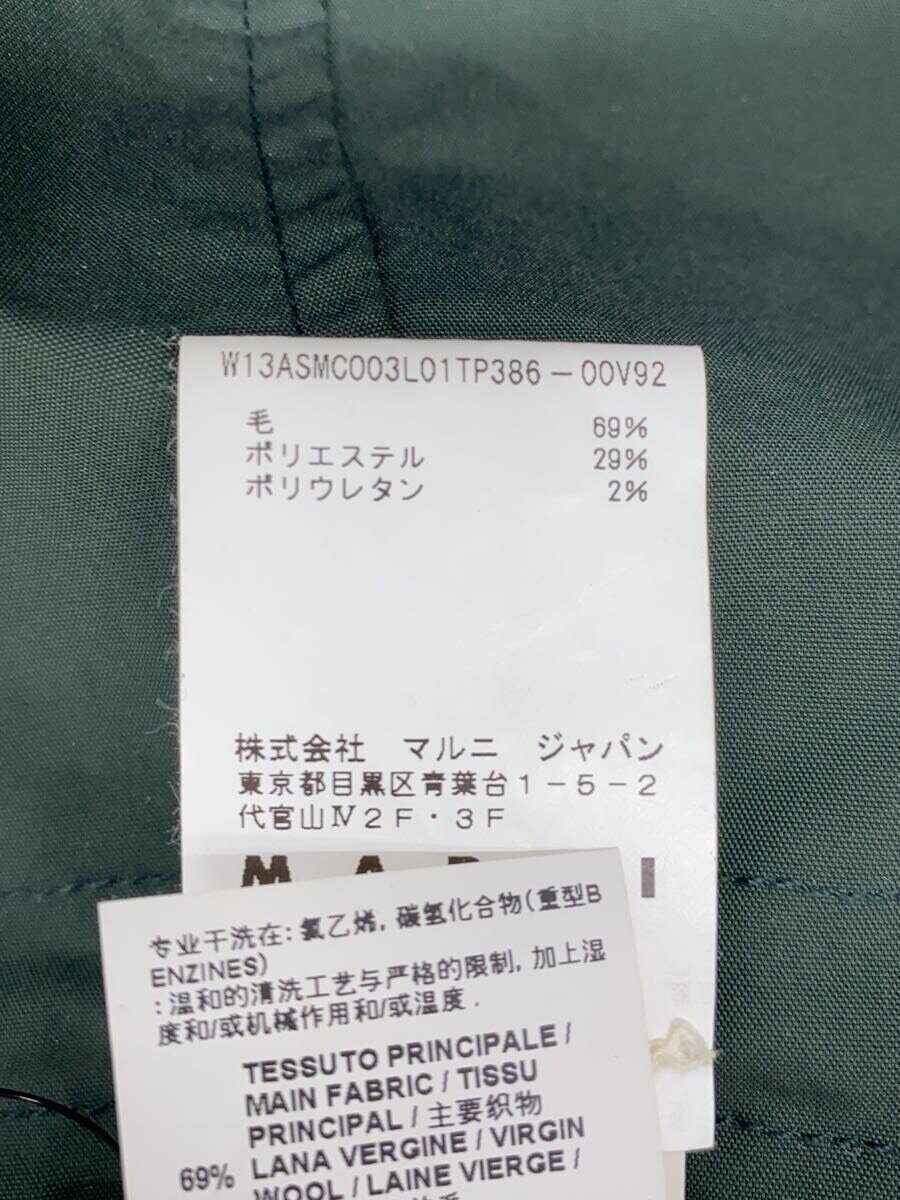 W13ASMC003L01TP386-00V92
毛 69%
ポリエステル 29%
ポリウレタン 2%
株式会社 マルニ ジャパン
東京都目黒区青葉台1-5-2
代官山Ⅳ2F・3F
专业干洗在: 氯乙烯, 碳氢化合物(重型B
ENZINES)
:温和的清洗工艺与严格的限制, 加上湿
度和/或机械作用和/或温度.
TESSUTO PRINCIPALE /
MAIN FABRIC / TISSU
PRINCIPAL / 主要织物
69% LANA VERGINE / VIRGIN
WOOL / LAINE VIERGE /